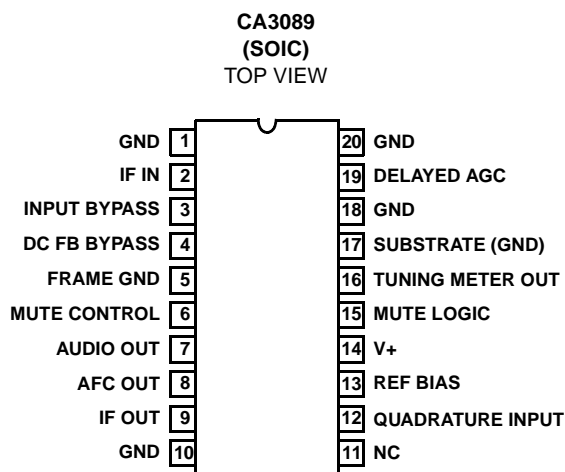 CA3089
(SOIC)
TOP VIEW
GND 1
IF IN 2
INPUT BYPASS 3
DC FB BYPASS 4
FRAME GND 5
MUTE CONTROL 6
AUDIO OUT 7
AFC OUT 8
IF OUT 9
GND 10
20 GND
19 DELAYED AGC
18 GND
17 SUBSTRATE (GND)
16 TUNING METER OUT
15 MUTE LOGIC
14 V+
13 REF BIAS
12 QUADRATURE INPUT
11 NC